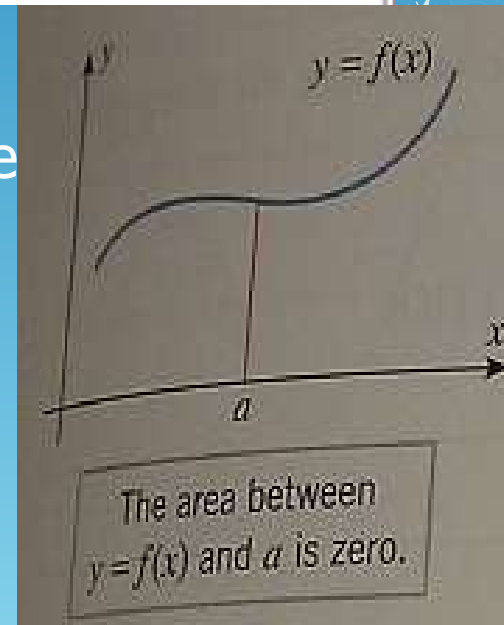 y
y = f(x)
e
x
a
The area between
y = f(x) and a is zero.